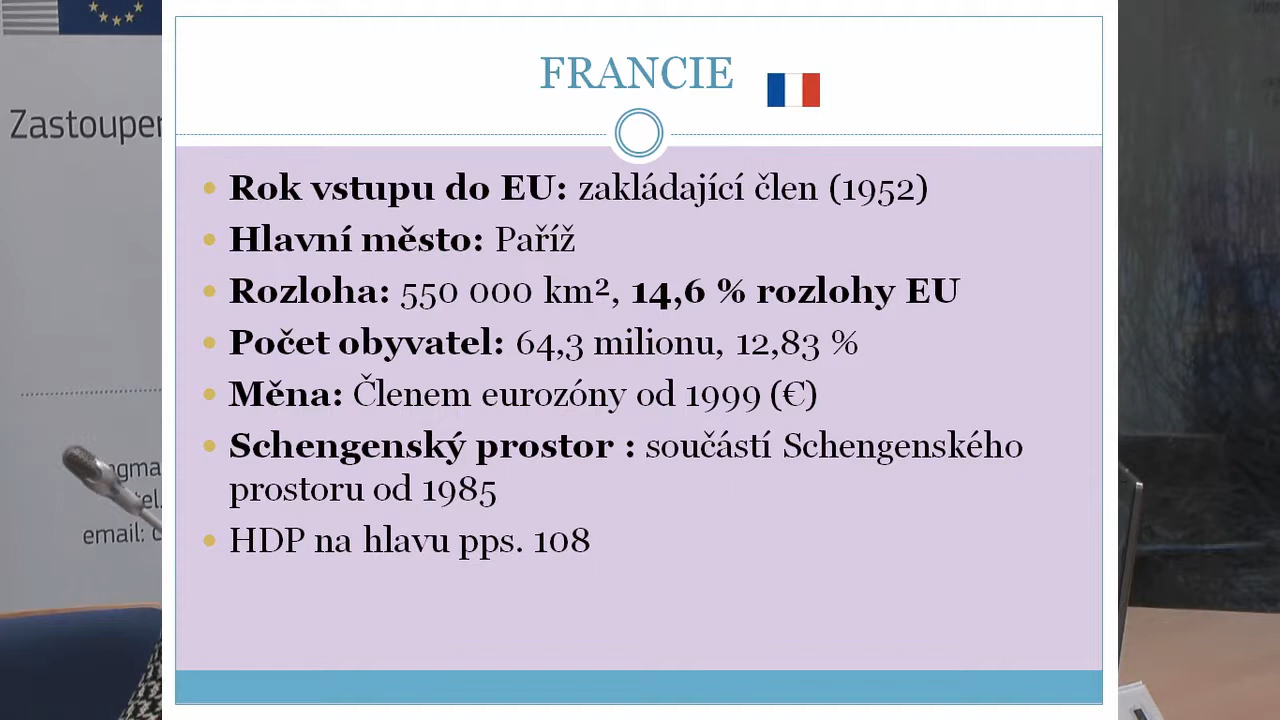 FRANCIE
Rok vstupu do EU: zakládající člen (1952)
Hlavní město: Paříž
Rozloha: 550 000 km², 14,6 % rozlohy EU
Počet obyvatel: 64,3 milionu, 12,83 %
Měna: Členem eurozóny od 1999 (€)
Schengenský prostor : součástí Schengenského
prostoru od 1985
HDP na hlavu pps. 108
email: